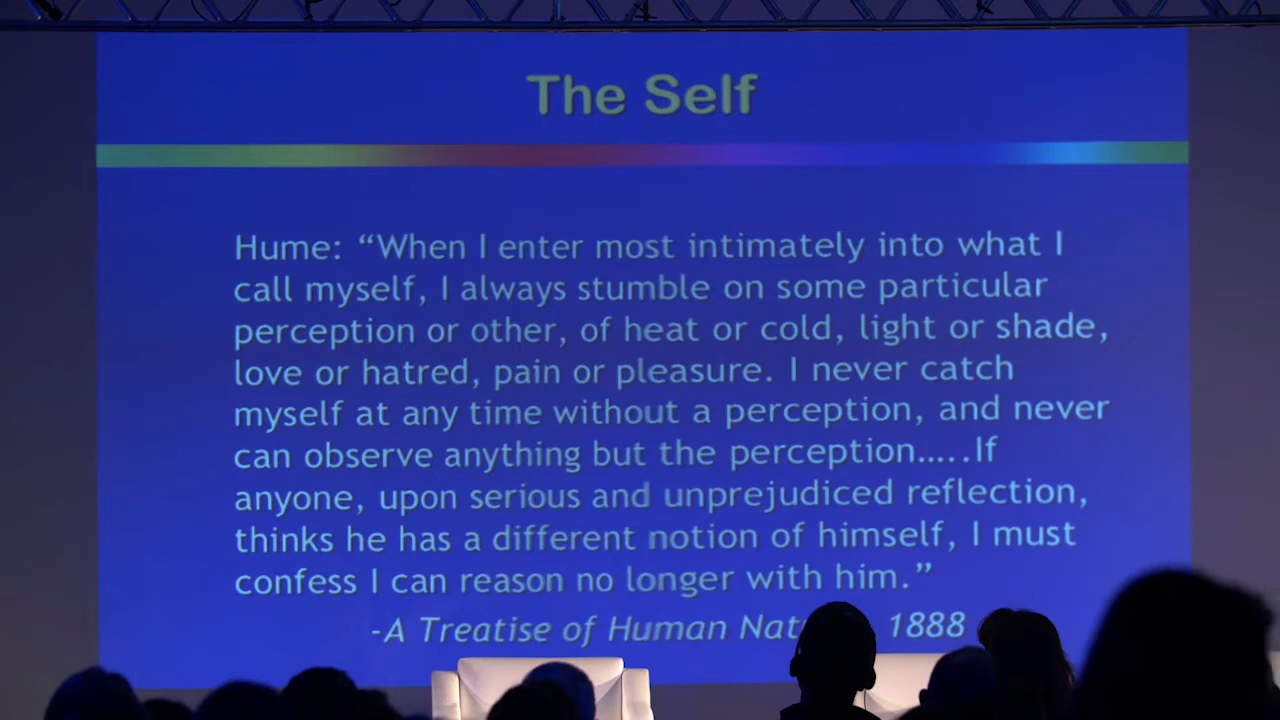 The Self
Hume: “When I enter most intimately into what I
call myself, I always stumble on some particular
perception or other, of heat or cold, light or shade,
love or hatred, pain or pleasure. I never catch
myself at any time without a perception, and never
can observe anything but the perception…..If
anyone, upon serious and unprejudiced reflection,
thinks he has a different notion of himself, I must
confess I can reason no longer with him.”
-A Treatise of Human 1888